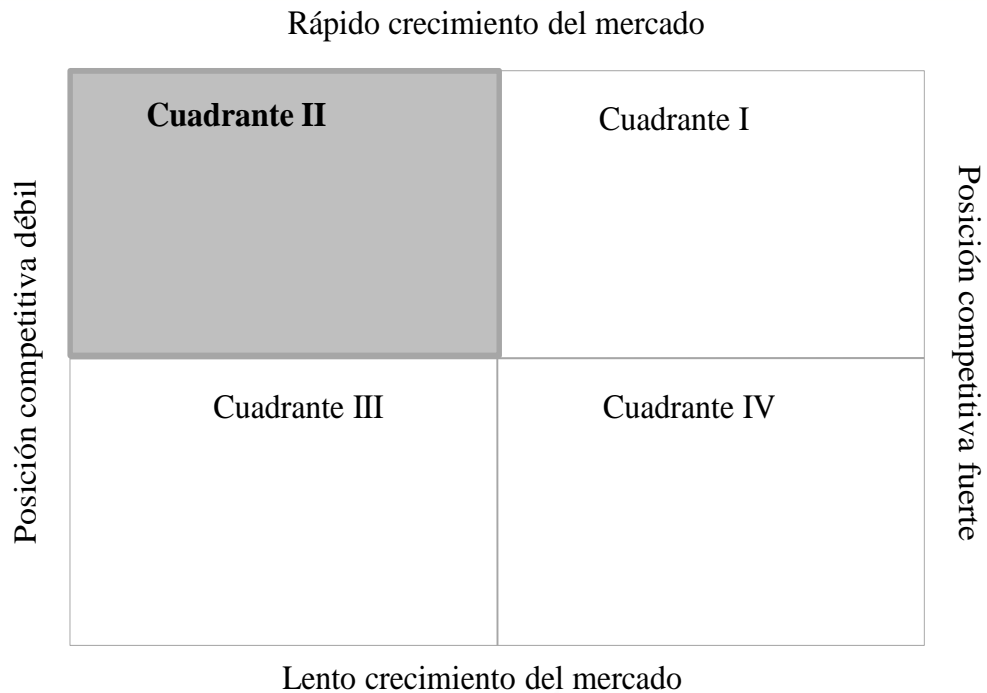 Rápido crecimiento del mercado
Cuadrante II
Cuadrante I
Posición competitiva débil
Posición competitiva fuerte
Cuadrante III
Cuadrante IV
Lento crecimiento del mercado